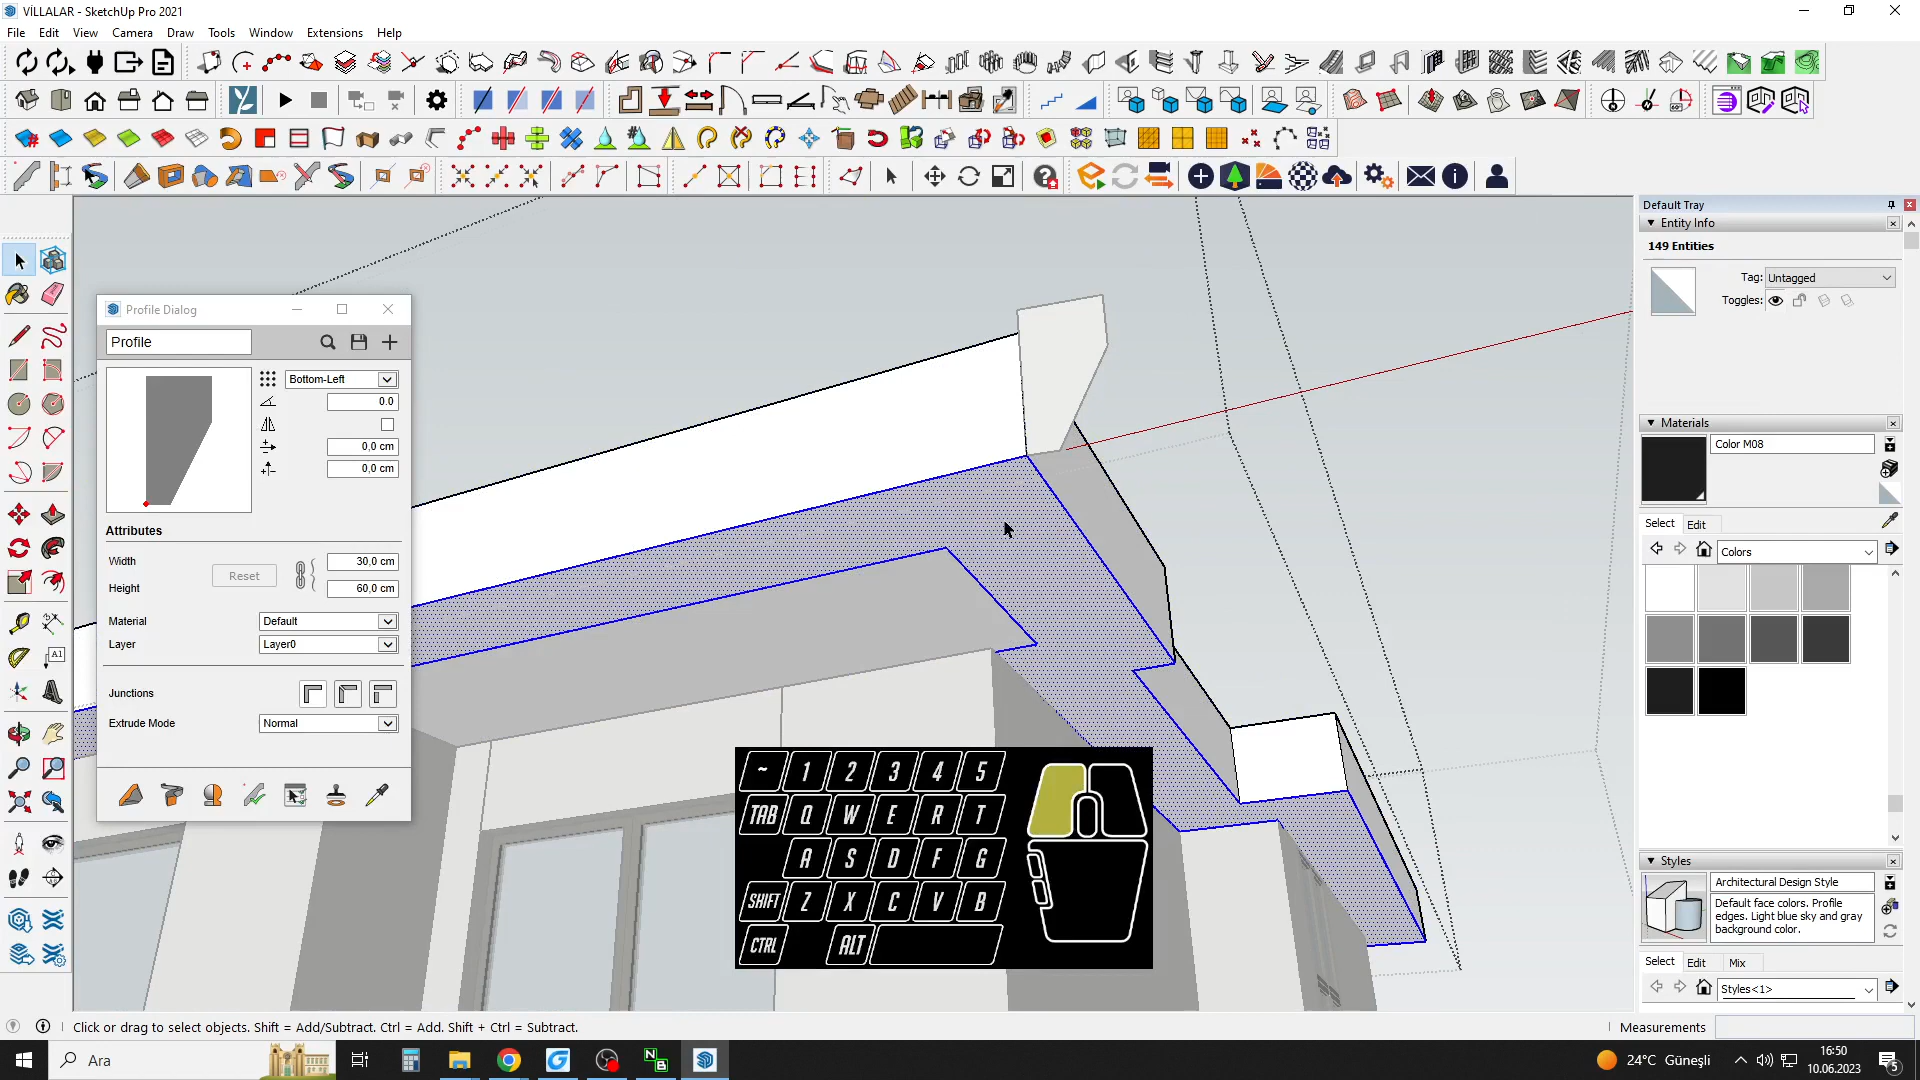 VİLLALAR - SketchUp Pro 2021
File Edit View Camera Draw Tools Window Extensions Help
Default Tray
Entity Info
149 Entities
Tag: Untagged
Toggles:
Profile Dialog
Profile
Bottom-Left
0.0
0,0 cm
0,0 cm
Attributes
Width 30,0 cm
Reset
Height 60,0 cm
Material Default
Layer Layer0
Junctions
Extrude Mode Normal
Materials
Color M08
Select Edit
Colors
Styles
Architectural Design Style
Default face colors. Profile
edges. Light blue sky and gray
background color.
Select Edit Mix
Styles<1>
A1
~ 1 2 3 4 5
TAB Q W E R T
A S D F G
SHIFT Z X C V B
CTRL ALT
Click or drag to select objects. Shift = Add/Subtract. Ctrl = Add. Shift + Ctrl = Subtract.
Measurements
Ara
N
B
24°C Güneşli
16:50
10.06.2023
5